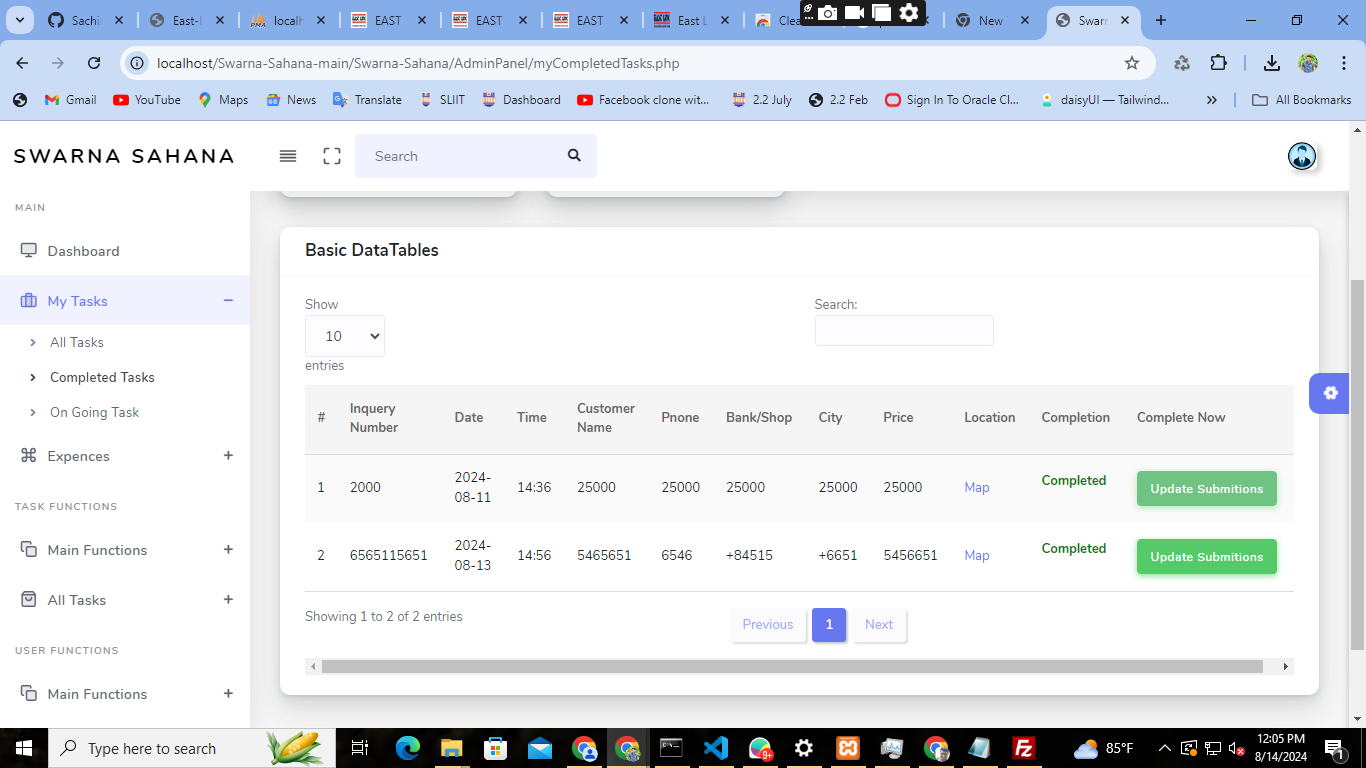 Sachi
East-l
localh
EAST
EAST
EAST
East L
Clea
New
Swarn
localhost/Swarna-Sahana-main/Swarna-Sahana/AdminPanel/myCompletedTasks.php
Gmail YouTube Maps News Translate SLIIT Dashboard Facebook clone wit... 2.2 July 2.2 Feb Sign In To Oracle Cl... daisyUI — Tailwind... » All Bookmarks
SWARNA SAHANA
Search
MAIN
Dashboard
My Tasks −
All Tasks
Completed Tasks
On Going Task
Expences +
TASK FUNCTIONS
Main Functions +
All Tasks +
USER FUNCTIONS
Main Functions +
Basic DataTables
Show
10
entries
Search:
# Inquery Number Date Time Customer Name Pnone Bank/Shop City Price Location Completion Complete Now
1 2000 2024-08-11 14:36 25000 25000 25000 25000 25000 Map Completed Update Submitions
2 6565115651 2024-08-13 14:56 5465651 6546 +84515 +6651 5456651 Map Completed Update Submitions
Showing 1 to 2 of 2 entries
Previous 1 Next
Type here to search
9+
85°F
12:05 PM
8/14/2024
1